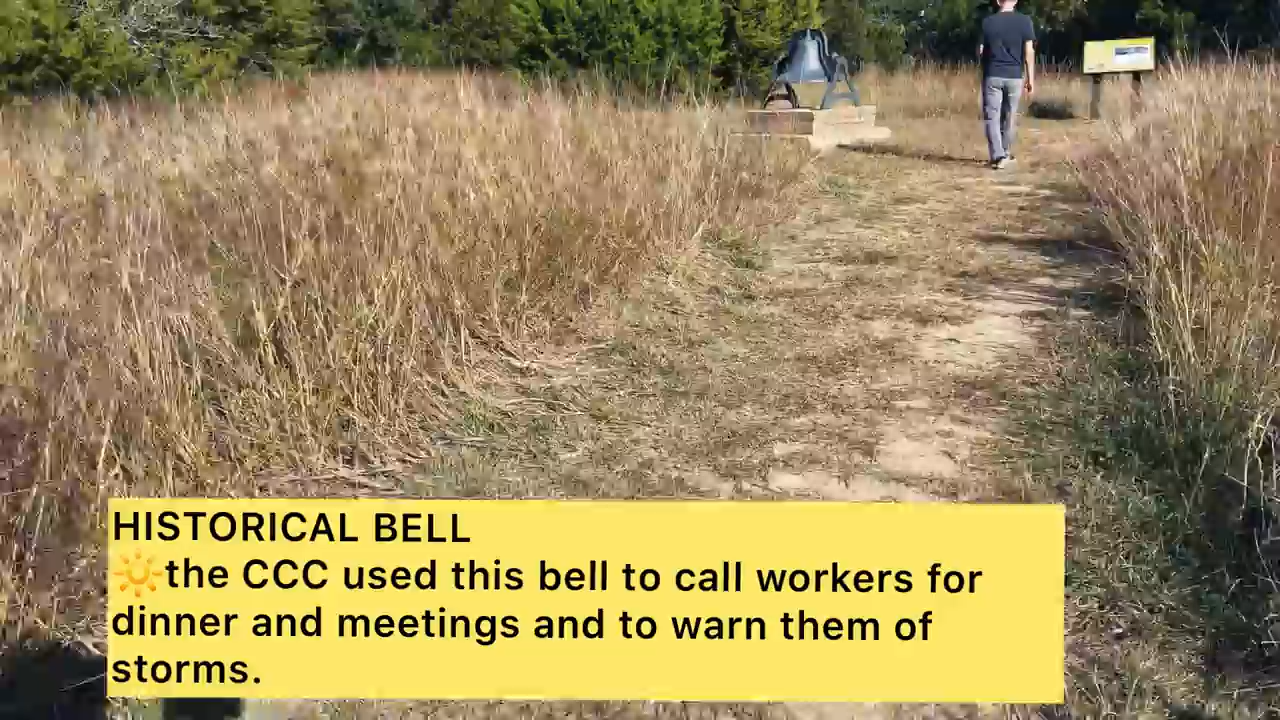 HISTORICAL BELL
🔆the CCC used this bell to call workers for
dinner and meetings and to warn them of
storms.